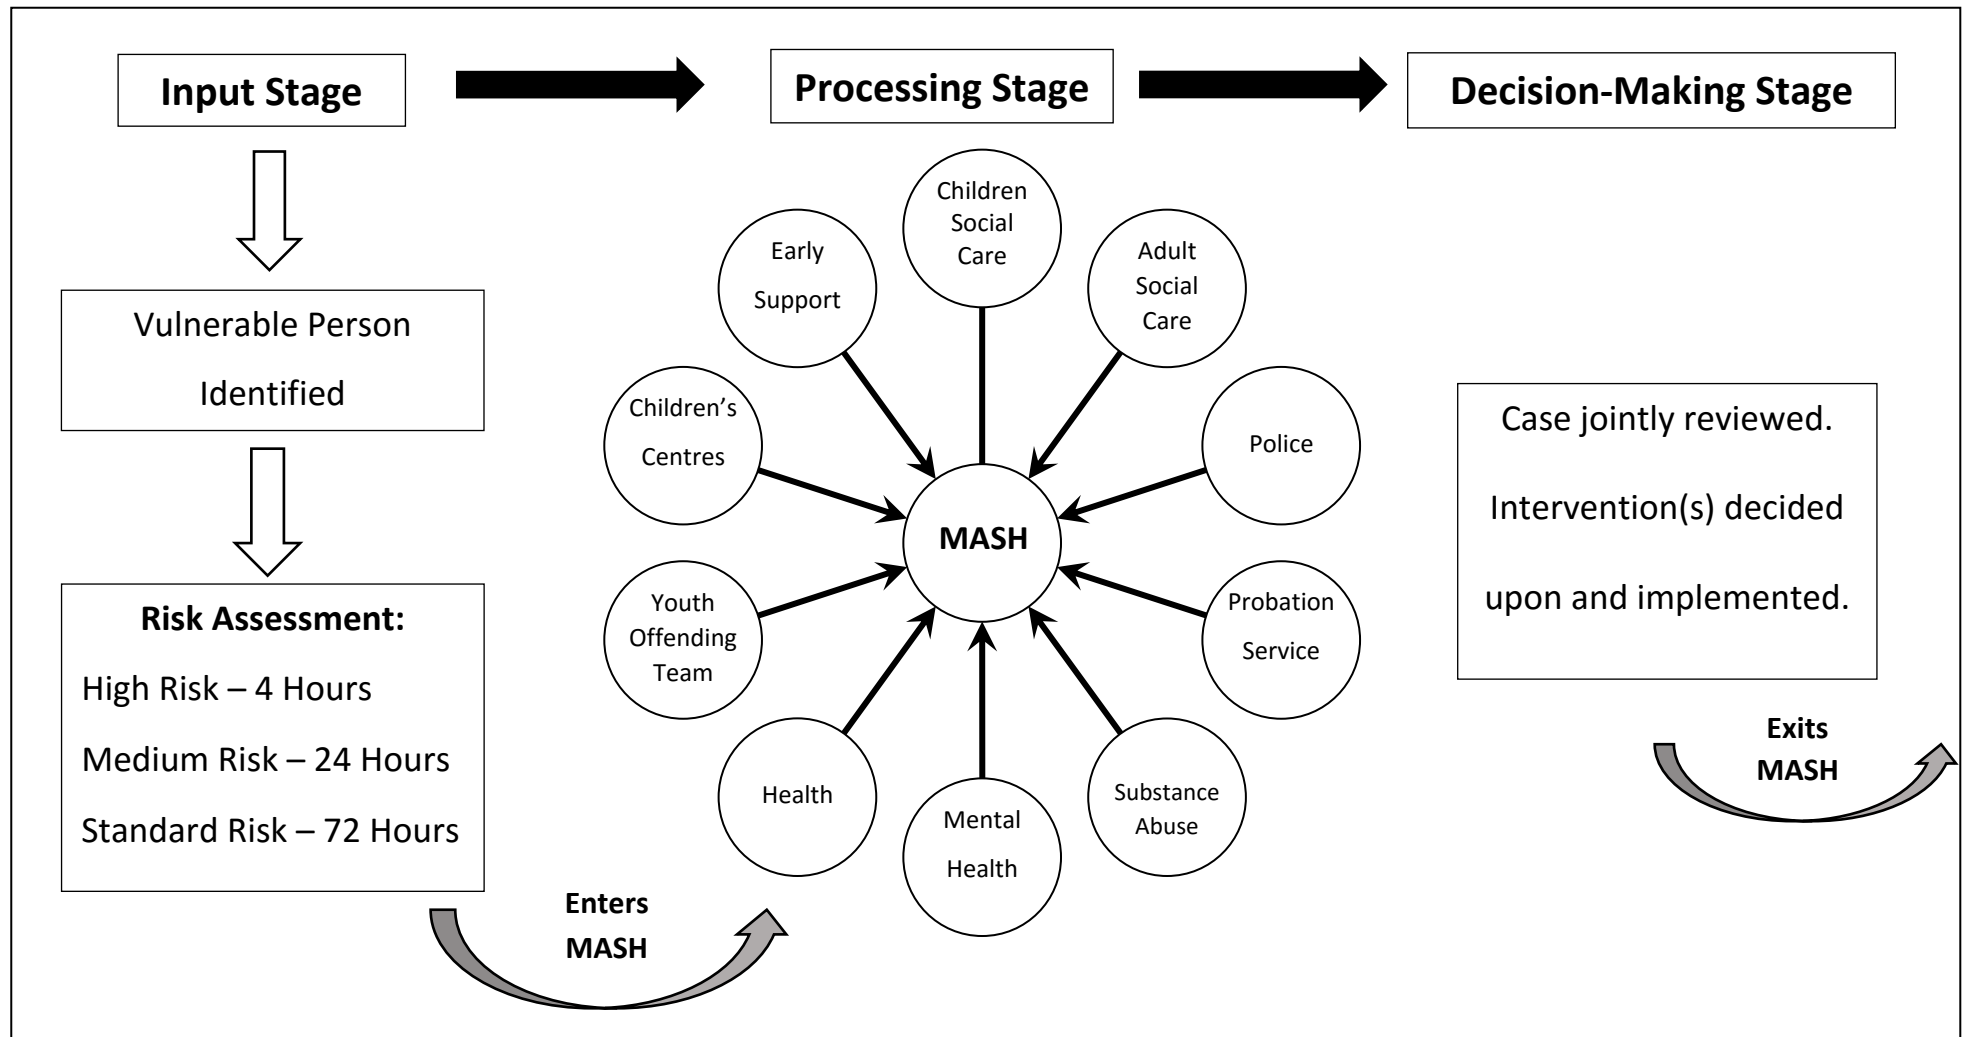 Input Stage
Processing Stage
Decision-Making Stage
Vulnerable Person
Identified
Risk Assessment:
High Risk – 4 Hours
Medium Risk – 24 Hours
Standard Risk – 72 Hours
Enters
MASH
Children
Social
Care
Adult
Social
Care
Police
Probation
Service
Substance
Abuse
Mental
Health
Health
Youth
Offending
Team
Children’s
Centres
Early
Support
MASH
Case jointly reviewed.
Intervention(s) decided
upon and implemented.
Exits
MASH